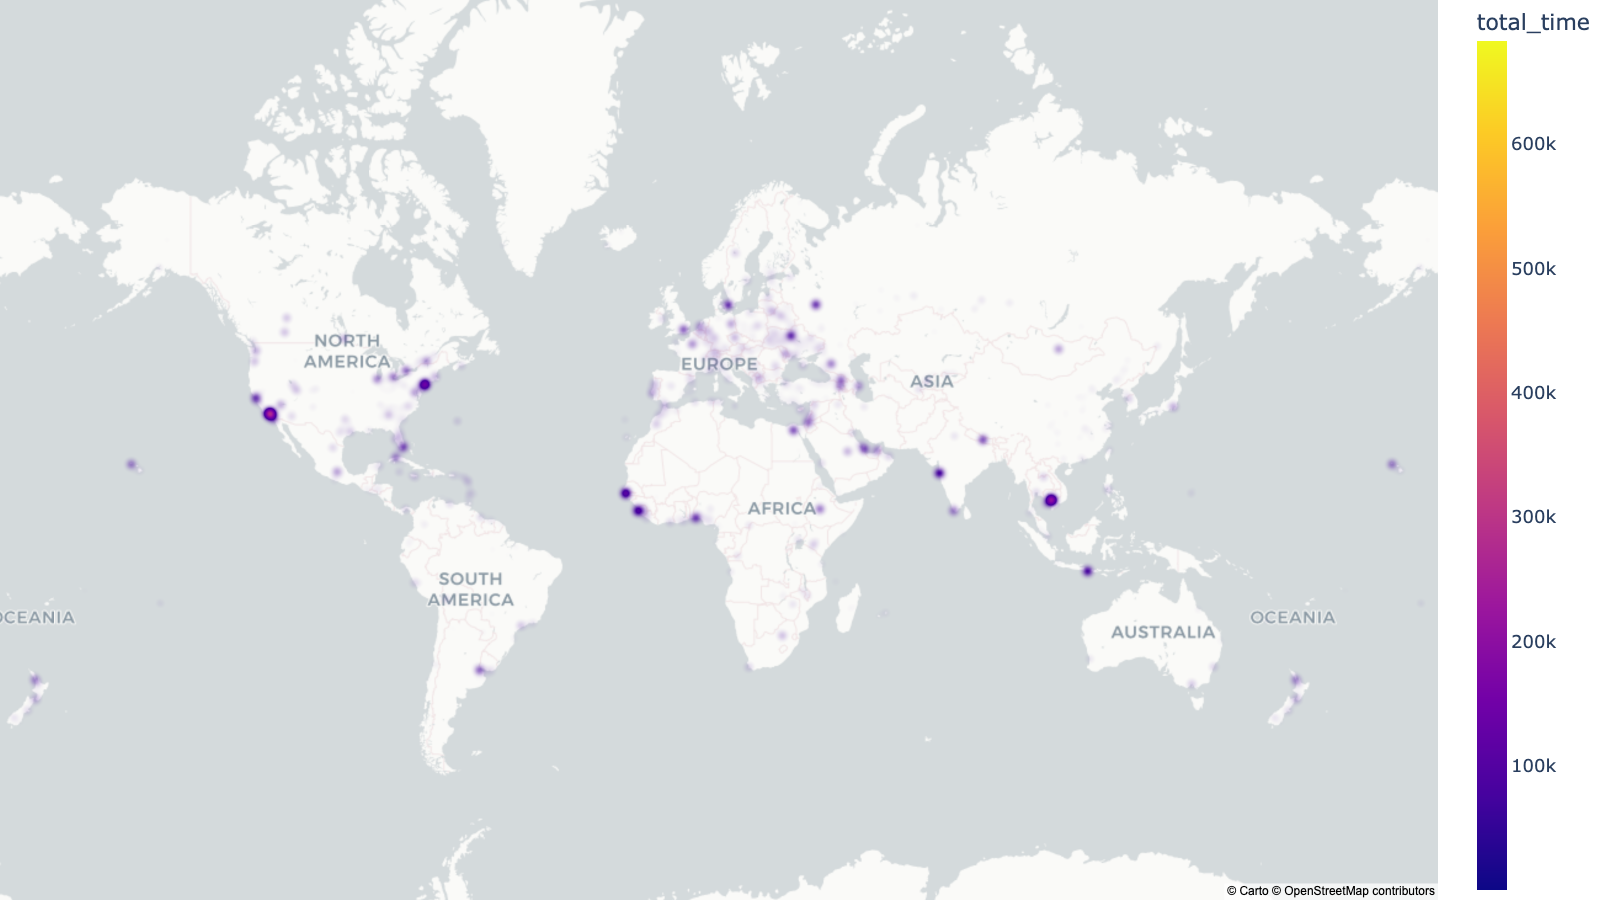 total_time
600k
500k
400k
300k
200k
100k
NORTH
AMERICA
EUROPE
ASIA
AFRICA
SOUTH
AMERICA
OCEANIA
AUSTRALIA
OCEANIA
© Carto © OpenStreetMap contributors